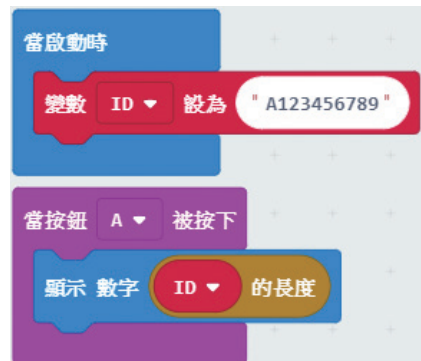 當啟動時
變數 ID 設為 "A123456789"
當按鈕 A 被按下
顯示 數字 ID 的長度